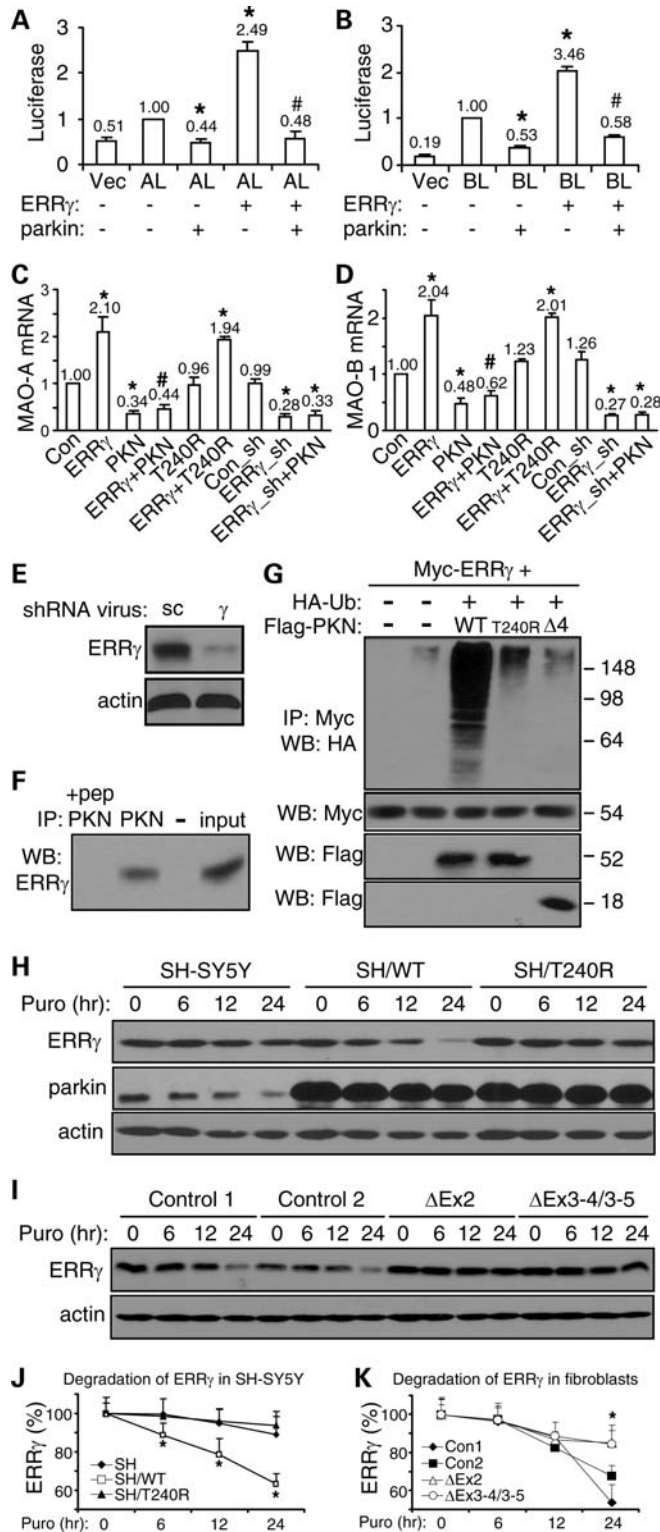 A
Luciferase
3
2
1
0
0.51
1.00
*
0.44
*
2.49
#
0.48
Vec AL AL AL AL
ERRγ: - - - + +
parkin: - - + - +
B
Luciferase
3
2
1
0
0.19
1.00
*
0.53
*
3.46
#
0.58
Vec BL BL BL BL
ERRγ: - - - + +
parkin: - - + - +
C
MAO-A mRNA
2
1
0
1.00
*
2.10
*
0.34
#
0.44
0.96
*
1.94
0.99
*
0.28
*
0.33
Con
ERRγ
PKN
ERRγ+PKN
T240R
ERRγ+T240R
Con_sh
ERRγ_sh
ERRγ_sh+PKN
D
MAO-B mRNA
2
1
0
1.00
*
2.04
*
0.48
#
0.62
1.23
*
2.01
1.26
*
0.27
*
0.28
Con
ERRγ
PKN
ERRγ+PKN
T240R
ERRγ+T240R
Con_sh
ERRγ_sh
ERRγ_sh+PKN
E
shRNA virus: sc γ
ERRγ
actin
F
+pep
IP: PKN PKN - input
WB:
ERRγ
G
Myc-ERRγ +
HA-Ub: - - + + +
Flag-PKN: - - WT T240R Δ4
IP: Myc
WB: HA
- 148
- 98
- 64
WB: Myc
- 54
WB: Flag
- 52
WB: Flag
- 18
H
SH-SY5Y SH/WT SH/T240R
Puro (hr): 0 6 12 24 0 6 12 24 0 6 12 24
ERRγ
parkin
actin
I
Control 1 Control 2 ΔEx2 ΔEx3-4/3-5
Puro (hr): 0 6 12 24 0 6 12 24 0 6 12 24 0 6 12 24
ERRγ
actin
J
Degradation of ERRγ in SH-SY5Y
ERRγ (%)
100
80
60
SH
SH/WT
SH/T240R
*
*
*
Puro (hr): 0 6 12 24
K
Degradation of ERRγ in fibroblasts
ERRγ (%)
100
80
60
Con1
Con2
ΔEx2
ΔEx3-4/3-5
*
Puro (hr): 0 6 12 24